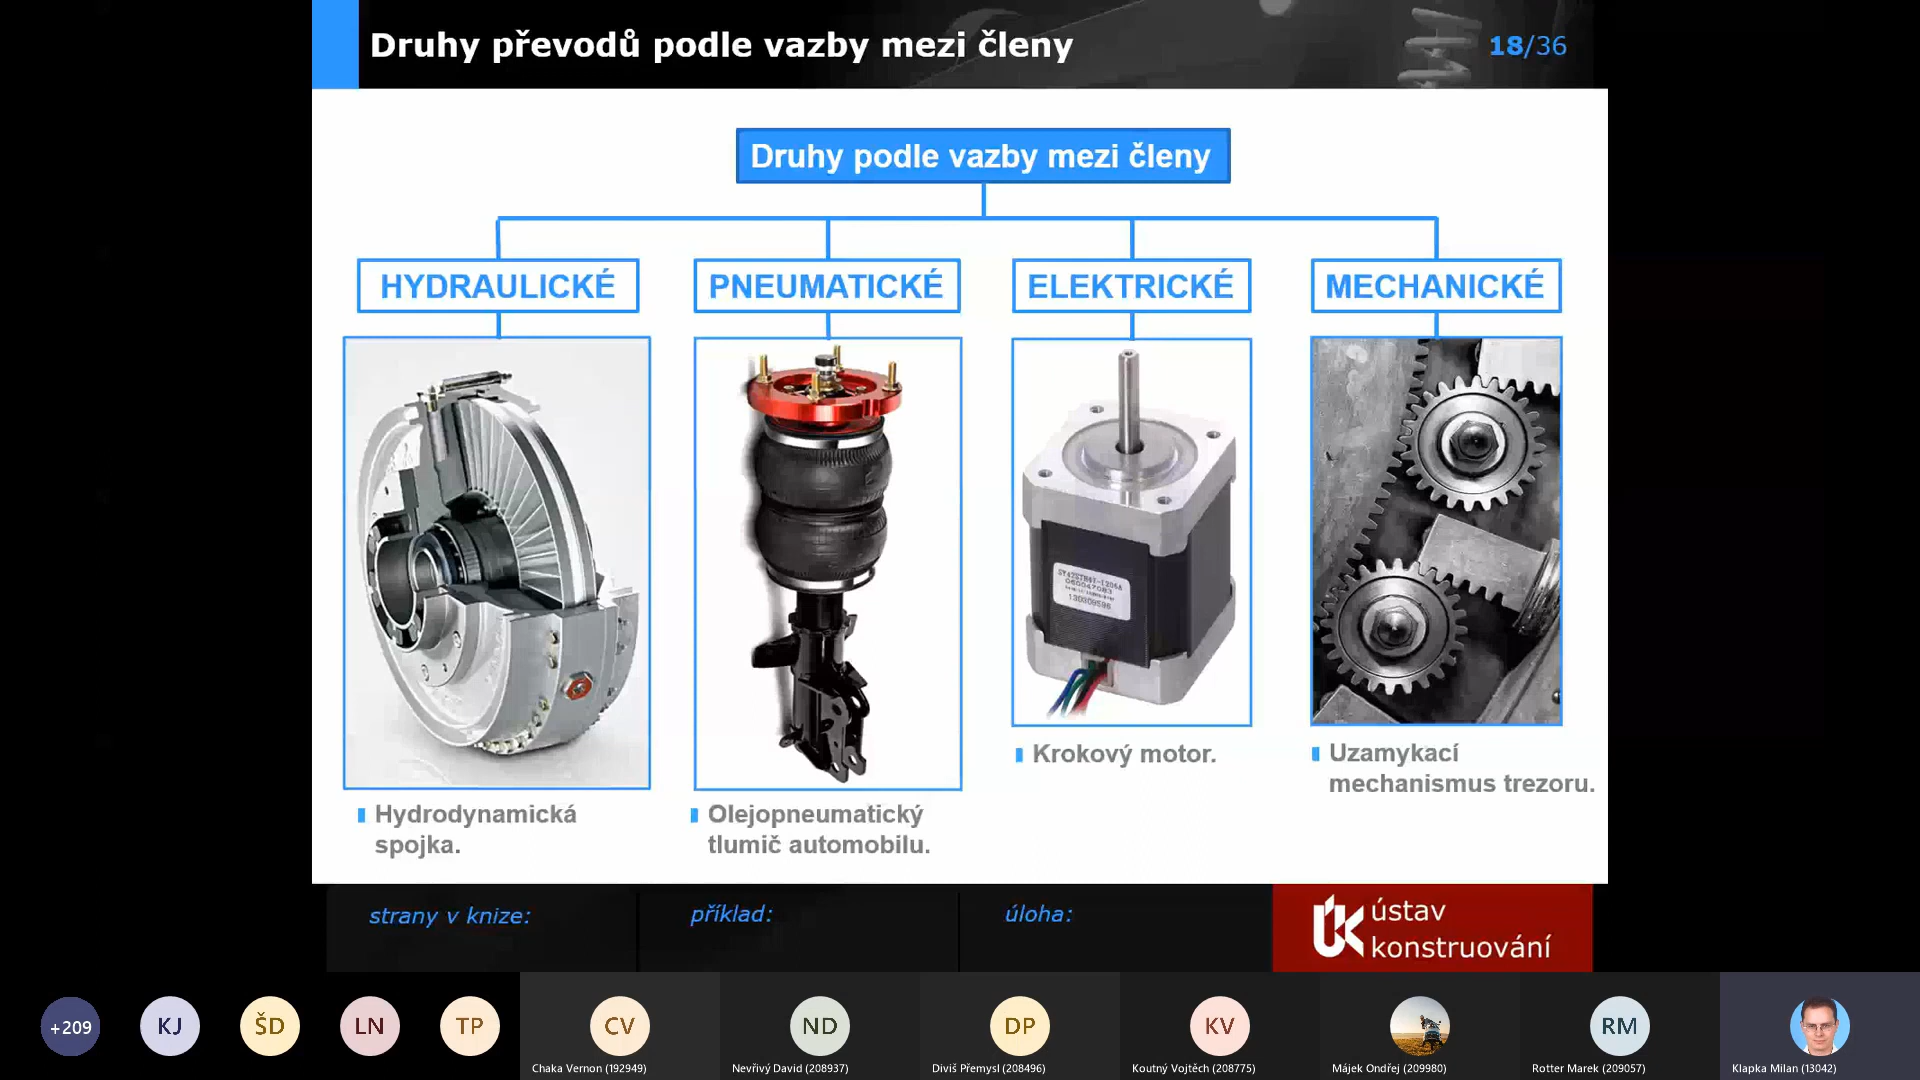 Druhy převodů podle vazby mezi členy
18/36
Druhy podle vazby mezi členy
HYDRAULICKÉ
PNEUMATICKÉ
ELEKTRICKÉ
MECHANICKÉ
Krokový motor.
Uzamykací
mechanismus trezoru.
Hydrodynamická
spojka.
Olejopneumatický
tlumič automobilu.
strany v knize:
příklad:
úloha:
ústav
konstruování
+209
KJ
ŠD
LN
TP
CV
ND
DP
KV
RM
Chaka Vernon (192949)
Nevřivý David (208937)
Diviš Přemysl (208496)
Koutný Vojtěch (208775)
Májek Ondřej (209980)
Rotter Marek (209057)
Klapka Milan (13042)